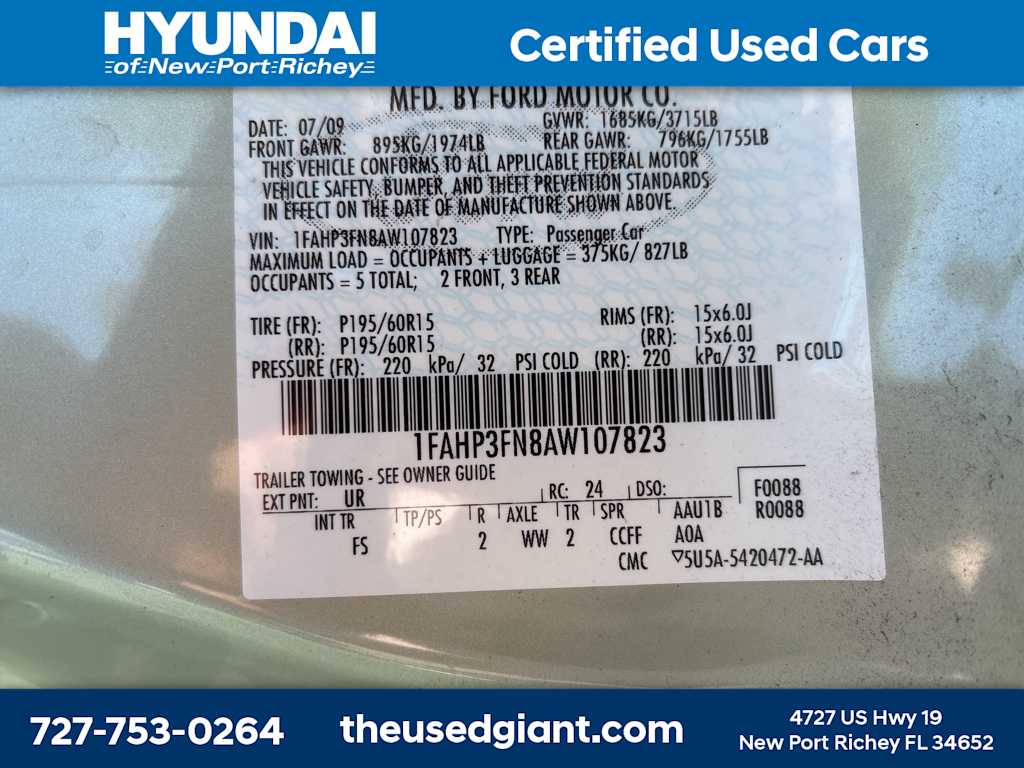 HYUNDAI
of New Port Richey
Certified Used Cars
MFD. BY FORD MOTOR CO.
DATE: 07/09 GVWR: 1685KG/3715LB
FRONT GAWR: 895KG/1974LB REAR GAWR: 796KG/1755LB
THIS VEHICLE CONFORMS TO ALL APPLICABLE FEDERAL MOTOR
VEHICLE SAFETY, BUMPER, AND THEFT PREVENTION STANDARDS
IN EFFECT ON THE DATE OF MANUFACTURE SHOWN ABOVE.
VIN: 1FAHP3FN8AW107823 TYPE: Passenger Car
MAXIMUM LOAD = OCCUPANTS + LUGGAGE = 375KG/ 827LB
OCCUPANTS = 5 TOTAL; 2 FRONT, 3 REAR
TIRE (FR): P195/60R15 RIMS (FR): 15x6.0J
(RR): P195/60R15 (RR): 15x6.0J
PRESSURE (FR): 220 kPa/ 32 PSI COLD (RR): 220 kPa/ 32 PSI COLD
1FAHP3FN8AW107823
TRAILER TOWING - SEE OWNER GUIDE
EXT PNT: UR RC: 24 DSO: F0088
INT TR TP/PS R AXLE TR SPR AAU1B R0088
FS 2 WW 2 CCFF AOA
CMC ▽5U5A-5420472-AA
727-753-0264
theusedgiant.com
4727 US Hwy 19
New Port Richey FL 34652